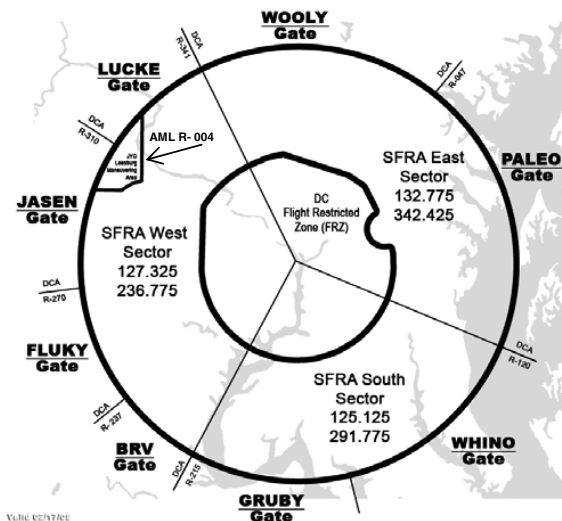 WOOLY
Gate
DCA
R-341
LUCKE
Gate
DCA
R-047
DCA
R-310
AML R- 004
JYO
Leesburg
Maneuvering
Area
SFRA East
Sector
132.775
342.425
PALEO
Gate
DC
Flight Restricted
Zone (FRZ)
JASEN
Gate
SFRA West
Sector
127.325
236.775
DCA
R-270
FLUKY
Gate
DCA
R-120
SFRA South
Sector
125.125
291.775
DCA
R- 237
BRV
Gate
DCA
R-215
WHINO
Gate
GRUBY
Gate
Valid